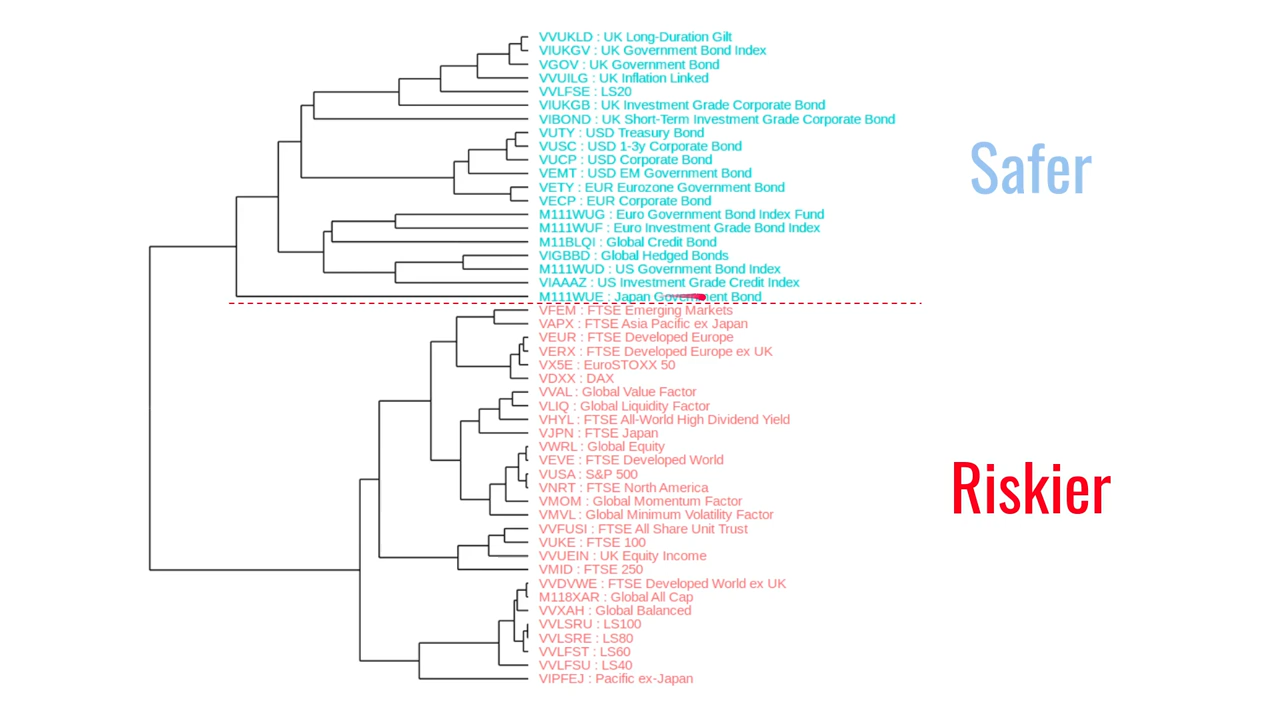 VVUKLD : UK Long-Duration Gilt
VIUKGV : UK Government Bond Index
VGOV : UK Government Bond
VVUILG : UK Inflation Linked
VVLFSE : LS20
VIUKGB : UK Investment Grade Corporate Bond
VIBOND : UK Short-Term Investment Grade Corporate Bond
VUTY : USD Treasury Bond
VUSC : USD 1-3y Corporate Bond
VUCP : USD Corporate Bond
VEMT : USD EM Government Bond
VETY : EUR Eurozone Government Bond
VECP : EUR Corporate Bond
M111WUG : Euro Government Bond Index Fund
M111WUF : Euro Investment Grade Bond Index
M11BLQI : Global Credit Bond
VIGBBD : Global Hedged Bonds
M111WUD : US Government Bond Index
VIAAAZ : US Investment Grade Credit Index
M111WUE : Japan Government Bond
Safer
VFEM : FTSE Emerging Markets
VAPX : FTSE Asia Pacific ex Japan
VEUR : FTSE Developed Europe
VERX : FTSE Developed Europe ex UK
VX5E : EuroSTOXX 50
VDXX : DAX
VVAL : Global Value Factor
VLIQ : Global Liquidity Factor
VHYL : FTSE All-World High Dividend Yield
VJPN : FTSE Japan
VWRL : Global Equity
VEVE : FTSE Developed World
VUSA : S&P 500
VNRT : FTSE North America
VMOM : Global Momentum Factor
VMVL : Global Minimum Volatility Factor
VVFUSI : FTSE All Share Unit Trust
VUKE : FTSE 100
VVUEIN : UK Equity Income
VMID : FTSE 250
VVDVWE : FTSE Developed World ex UK
M118XAR : Global All Cap
VVXAH : Global Balanced
VVLSRU : LS100
VVLSRE : LS80
VVLFST : LS60
VVLFSU : LS40
VIPFEJ : Pacific ex-Japan
Riskier